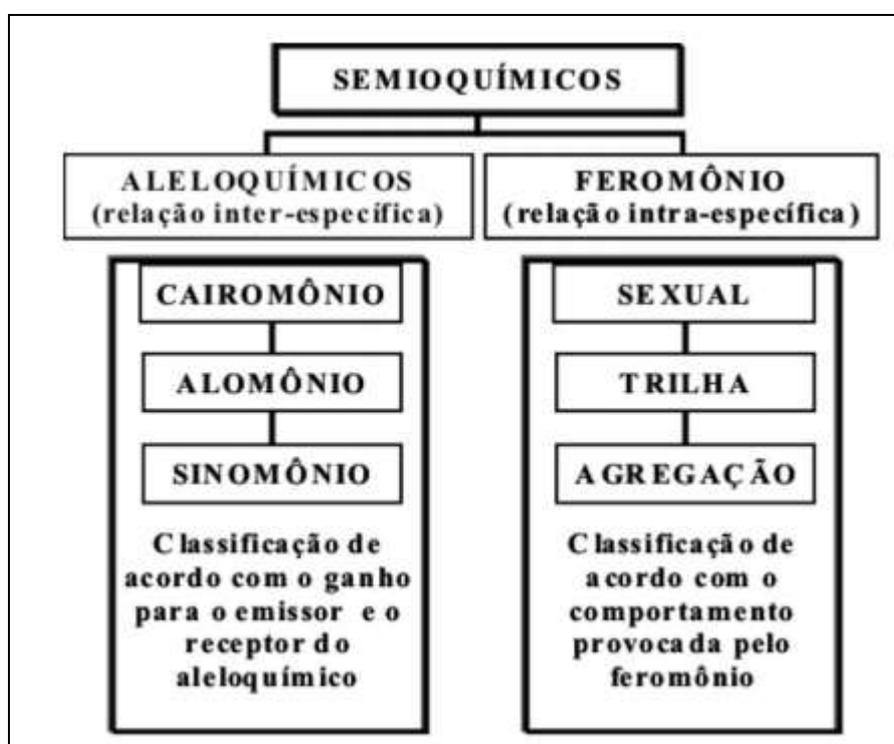 SEMIOQUÍMICOS
ALELOQUÍMICOS
(relação inter-específica)
FEROMÔNIO
(relação intra-específica)
CAIROMÔNIO
ALOMÔNIO
SINOMÔNIO
Classificação de
acordo com o ganho
para o emissor e o
receptor do
aleloquímico
SEXUAL
TRILHA
AGREGAÇÃO
Classificação de
acordo com o
comportamento
provocada pelo
feromônio